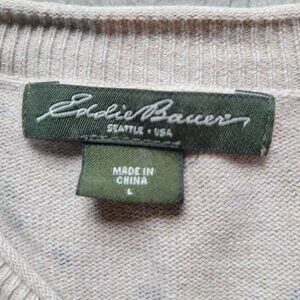 Eddie Bauer
SEATTLE • USA
MADE IN
CHINA
L